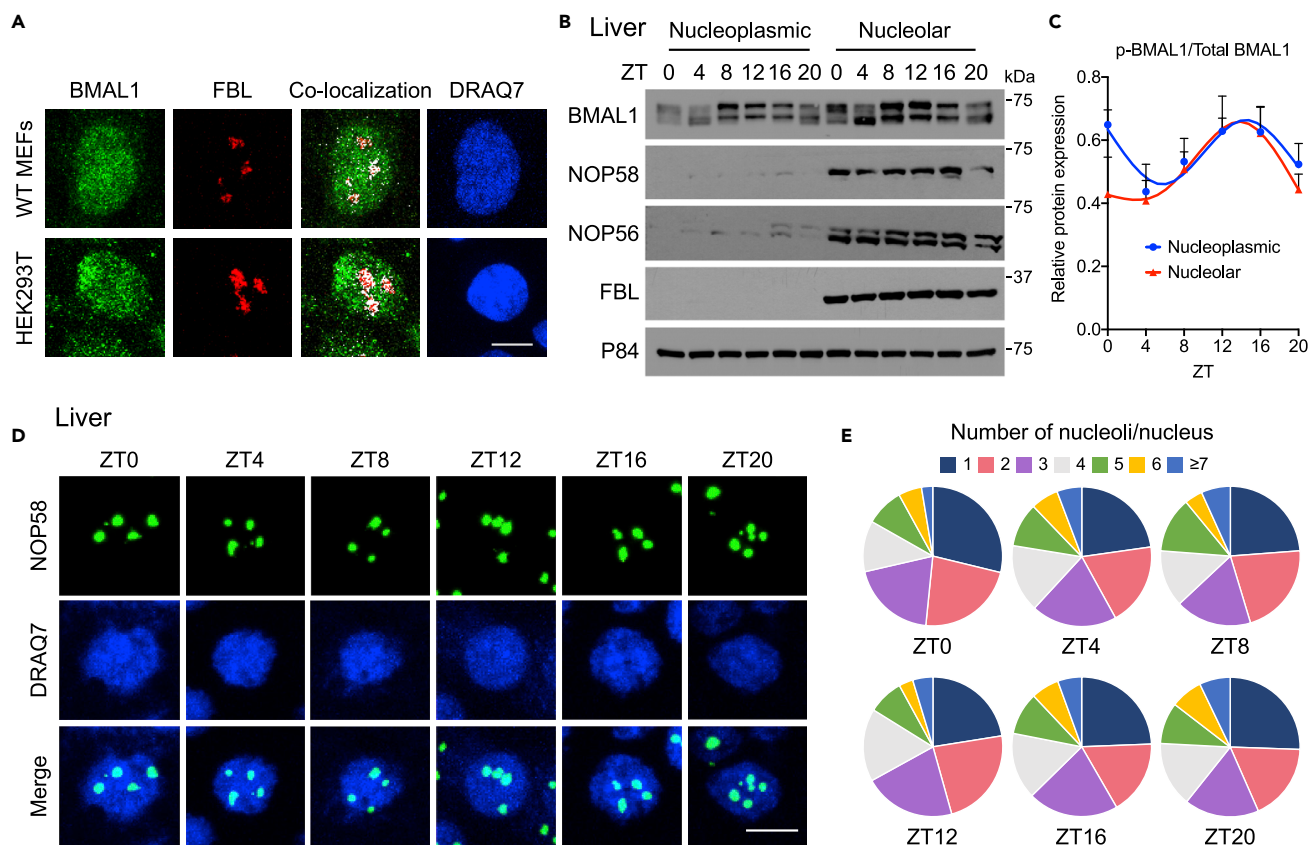 A
BMAL1 FBL Co-localization DRAQ7
WT MEFs
HEK293T
B Liver
Nucleoplasmic Nucleolar
ZT 0 4 8 12 16 20 0 4 8 12 16 20 kDa
BMAL1 -75
NOP58 -75
NOP56 -75
FBL -37
P84 -75
C
p-BMAL1/Total BMAL1
Relative protein expression
0.8
0.6
0.4
0.2
0.0
Nucleoplasmic
Nucleolar
0 4 8 12 16 20
ZT
Liver
D
ZT0 ZT4 ZT8 ZT12 ZT16 ZT20
NOP58
DRAQ7
Merge
E
Number of nucleoli/nucleus
1 2 3 4 5 6 ≥7
ZT0 ZT4 ZT8
ZT12 ZT16 ZT20